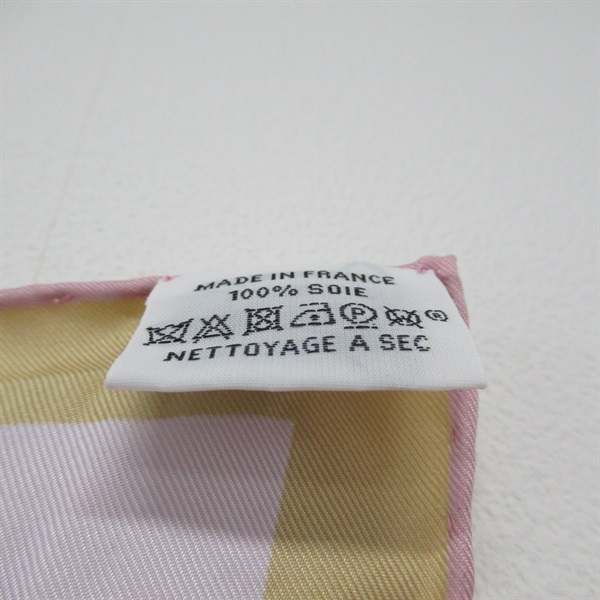 MADE IN FRANCE
100% SOIE
P ®
NETTOYAGE A SEC